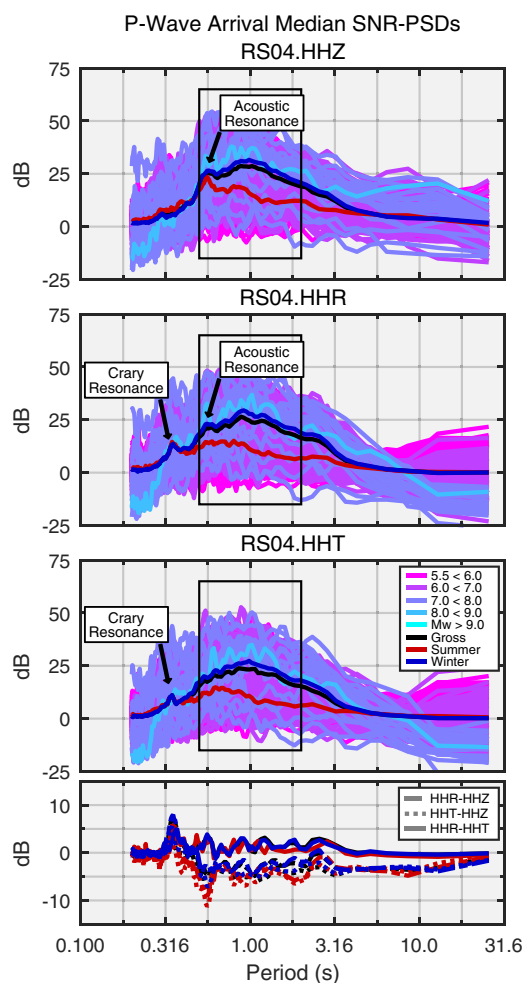 P-Wave Arrival Median SNR-PSDs
RS04.HHZ
75
50
25
0
-25
dB
Acoustic
Resonance
RS04.HHR
75
50
25
0
-25
dB
Crary
Resonance
Acoustic
Resonance
RS04.HHT
75
50
25
0
-25
dB
Crary
Resonance
5.5 < 6.0
6.0 < 7.0
7.0 < 8.0
8.0 < 9.0
Mw > 9.0
Gross
Summer
Winter
10
0
-10
dB
HHR-HHZ
HHT-HHZ
HHR-HHT
0.100 0.316 1.00 3.16 10.0 31.6
Period (s)